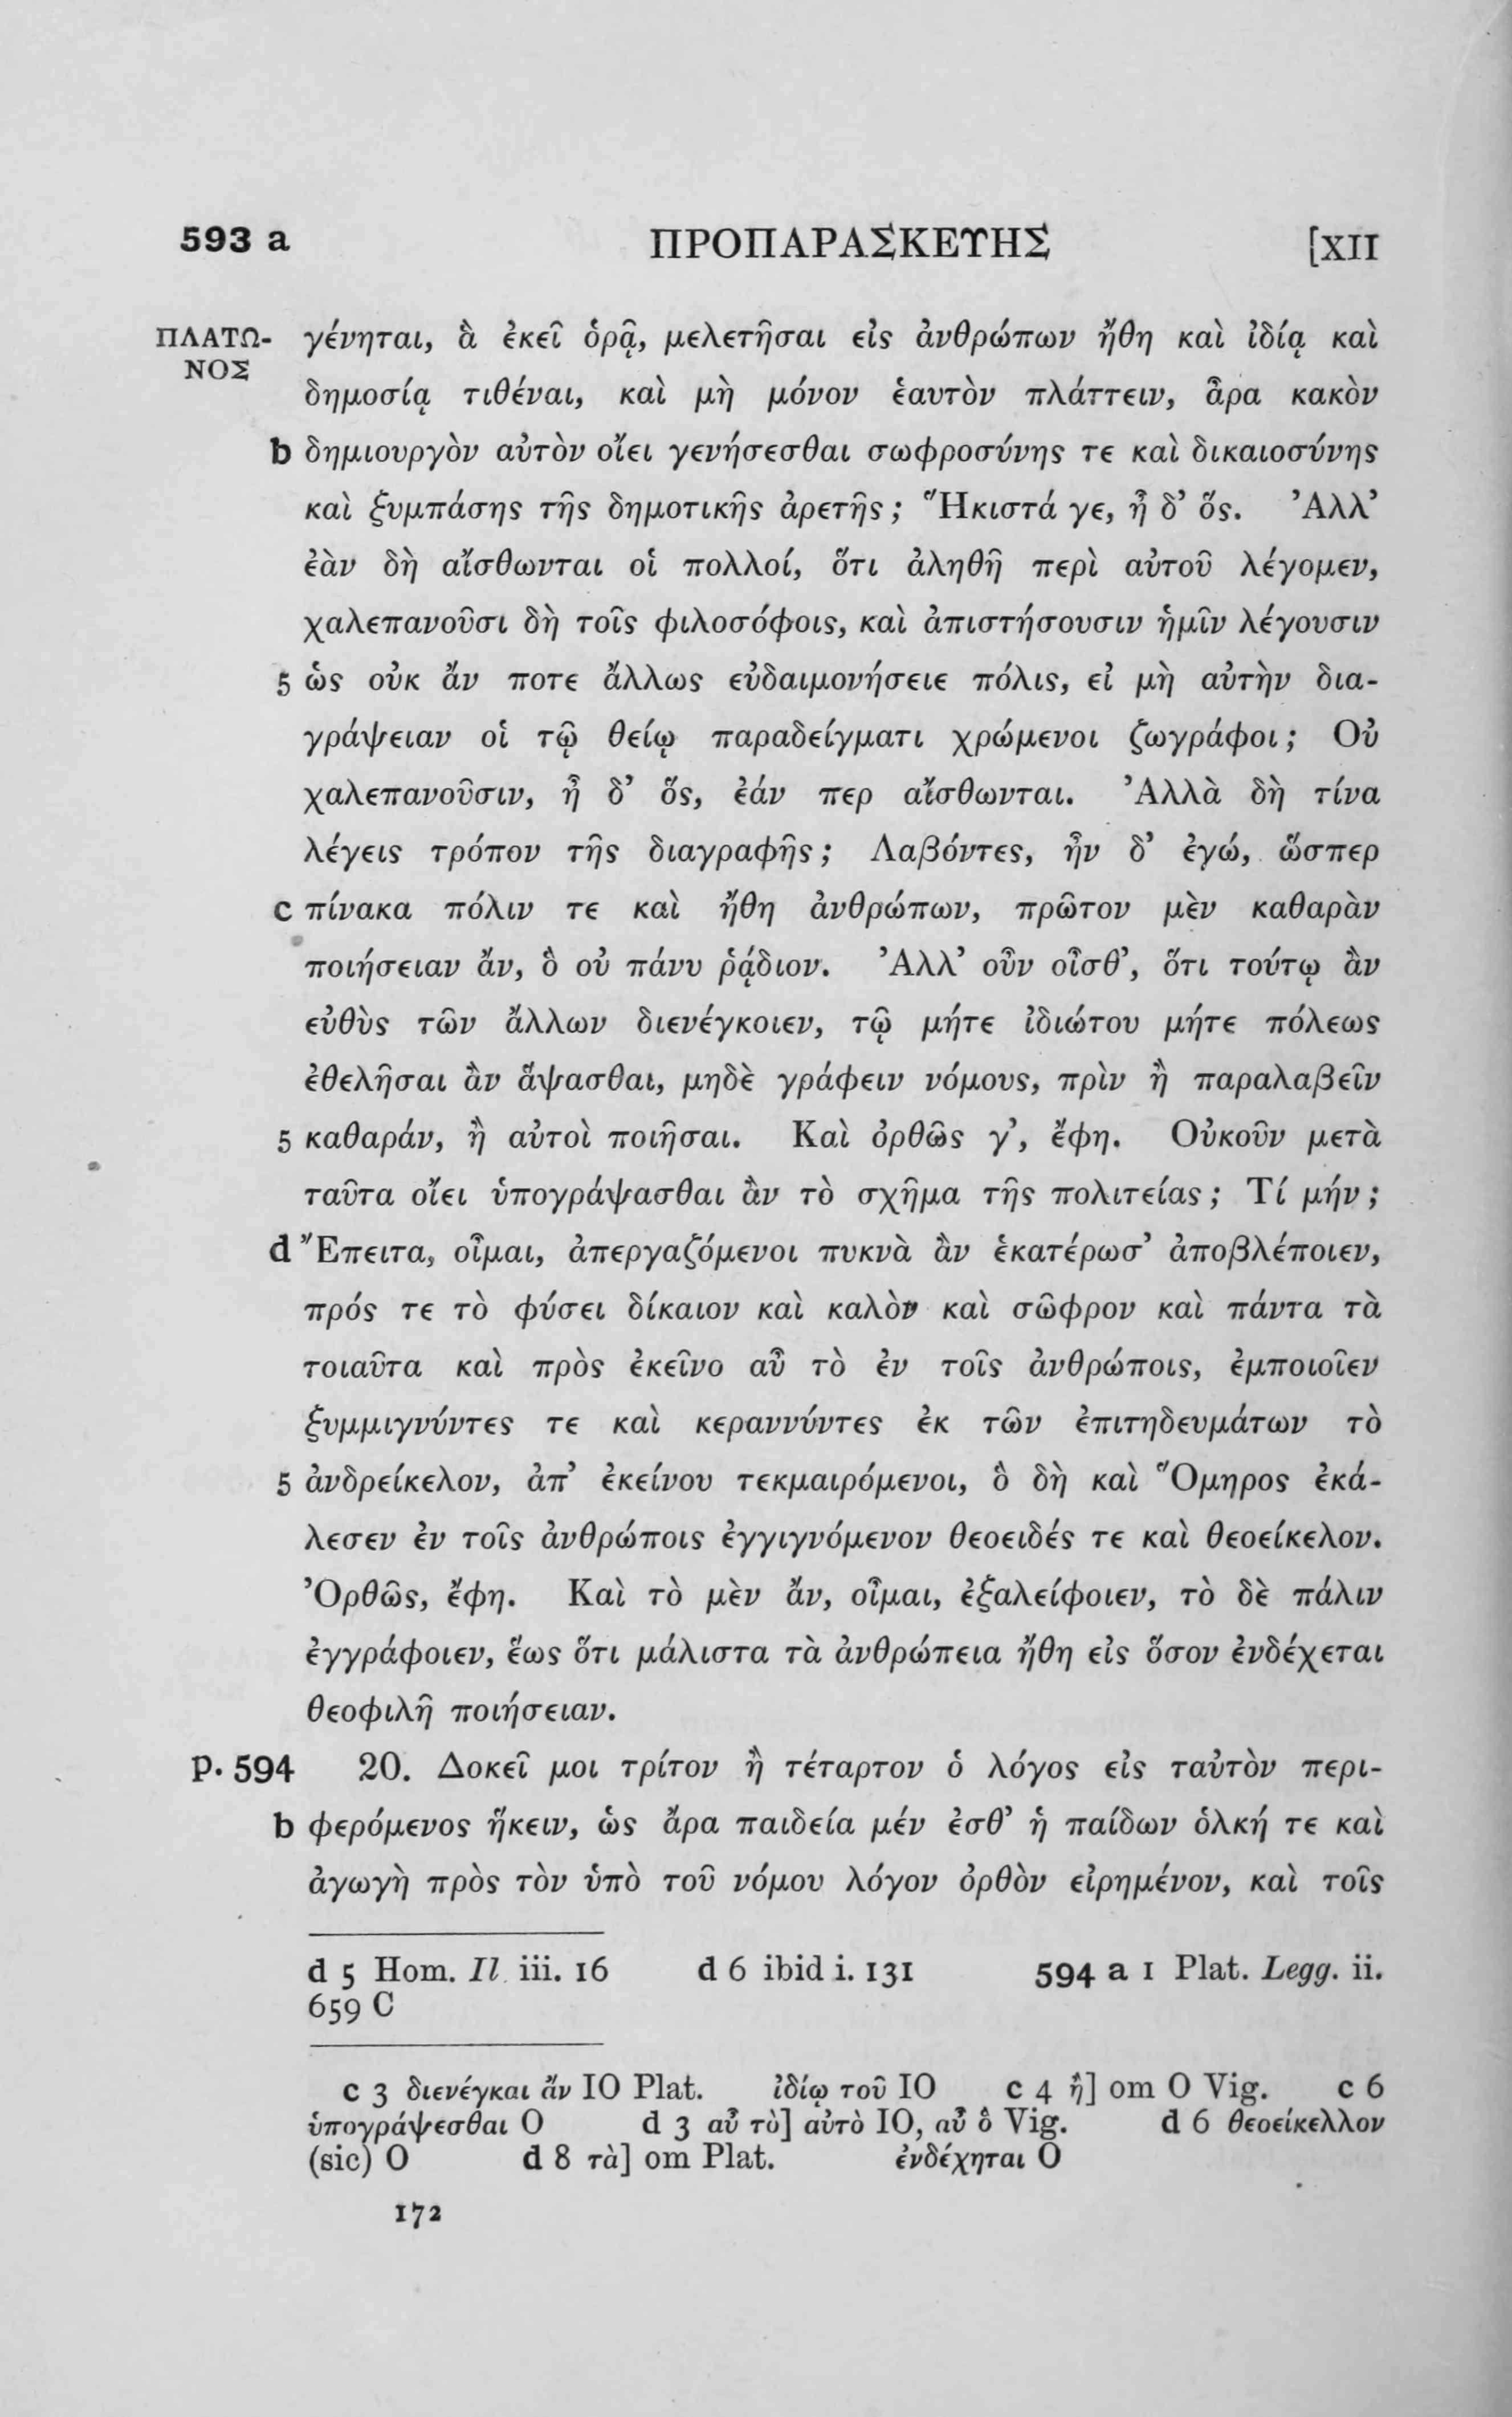 593 a ΠΡΟΠΑΡΑΣΚΕΥΗΣ [XII
ΠΛΑΤΩ- γένηται, ἃ ἐκεῖ ὁρᾷ, μελετῆσαι εἰς ἀνθρώπων ἤθη καὶ ἰδίᾳ καὶ
ΝΟΣ
δημοσίᾳ τιθέναι, καὶ μὴ μόνον ἑαυτὸν πλάττειν, ἆρα κακὸν
b δημιουργὸν αὐτὸν οἴει γενήσεσθαι σωφροσύνης τε καὶ δικαιοσύνης
καὶ ξυμπάσης τῆς δημοτικῆς ἀρετῆς; Ἥκιστά γε, ἦ δ’ ὅς. Ἀλλ’
ἐὰν δὴ αἴσθωνται οἱ πολλοί, ὅτι ἀληθῆ περὶ αὐτοῦ λέγομεν,
χαλεπανοῦσι δὴ τοῖς φιλοσόφοις, καὶ ἀπιστήσουσιν ἡμῖν λέγουσιν
5 ὡς οὐκ ἄν ποτε ἄλλως εὐδαιμονήσειε πόλις, εἰ μὴ αὐτὴν δια-
γράψειαν οἱ τῷ θείῳ παραδείγματι χρώμενοι ζωγράφοι; Οὐ
χαλεπανοῦσιν, ἦ δ’ ὅς, ἐάν περ αἴσθωνται. Ἀλλὰ δὴ τίνα
λέγεις τρόπον τῆς διαγραφῆς; Λαβόντες, ἦν δ’ ἐγώ, ὥσπερ
c πίνακα πόλιν τε καὶ ἤθη ἀνθρώπων, πρῶτον μὲν καθαρὰν
ποιήσειαν ἄν, ὃ οὐ πάνυ ῥᾴδιον. Ἀλλ’ οὖν οἶσθ’, ὅτι τούτῳ ἂν
εὐθὺς τῶν ἄλλων διενέγκοιεν, τῷ μήτε ἰδιώτου μήτε πόλεως
ἐθελῆσαι ἂν ἅψασθαι, μηδὲ γράφειν νόμους, πρὶν ἢ παραλαβεῖν
5 καθαράν, ἢ αὐτοὶ ποιῆσαι. Καὶ ὀρθῶς γ’, ἔφη. Οὐκοῦν μετὰ
ταῦτα οἴει ὑπογράψασθαι ἂν τὸ σχῆμα τῆς πολιτείας; Τί μήν;
d Ἔπειτα, οἶμαι, ἀπεργαζόμενοι πυκνὰ ἂν ἑκατέρωσ’ ἀποβλέποιεν,
πρός τε τὸ φύσει δίκαιον καὶ καλὸν καὶ σῶφρον καὶ πάντα τὰ
τοιαῦτα καὶ πρὸς ἐκεῖνο αὖ τὸ ἐν τοῖς ἀνθρώποις, ἐμποιοῖεν
ξυμμιγνύντες τε καὶ κεραννύντες ἐκ τῶν ἐπιτηδευμάτων τὸ
5 ἀνδρείκελον, ἀπ’ ἐκείνου τεκμαιρόμενοι, ὃ δὴ καὶ Ὅμηρος ἐκά-
λεσεν ἐν τοῖς ἀνθρώποις ἐγγιγνόμενον θεοειδές τε καὶ θεοείκελον.
Ὀρθῶς, ἔφη. Καὶ τὸ μὲν ἄν, οἶμαι, ἐξαλείφοιεν, τὸ δὲ πάλιν
ἐγγράφοιεν, ἕως ὅτι μάλιστα τὰ ἀνθρώπεια ἤθη εἰς ὅσον ἐνδέχεται
θεοφιλῆ ποιήσειαν.
p. 594 20. Δοκεῖ μοι τρίτον ἢ τέταρτον ὁ λόγος εἰς ταὐτὸν περι-
b φερόμενος ἥκειν, ὡς ἄρα παιδεία μέν ἐσθ’ ἡ παίδων ὁλκή τε καὶ
ἀγωγὴ πρὸς τὸν ὑπὸ τοῦ νόμου λόγον ὀρθὸν εἰρημένον, καὶ τοῖς
d 5 Hom. Il. iii. 16 d 6 ibid i. 131 594 a 1 Plat. Legg. ii.
659 C
c 3 διενέγκαι ἄν IO Plat. ἰδίῳ τοῦ IO c 4 ἢ] om O Vig. c 6
ὑπογράψεσθαι O d 3 αὖ τὸ] αὐτὸ IO, αὖ ὃ Vig. d 6 θεοείκελλον
(sic) O d 8 τὰ] om Plat. ἐνδέχηται O
172